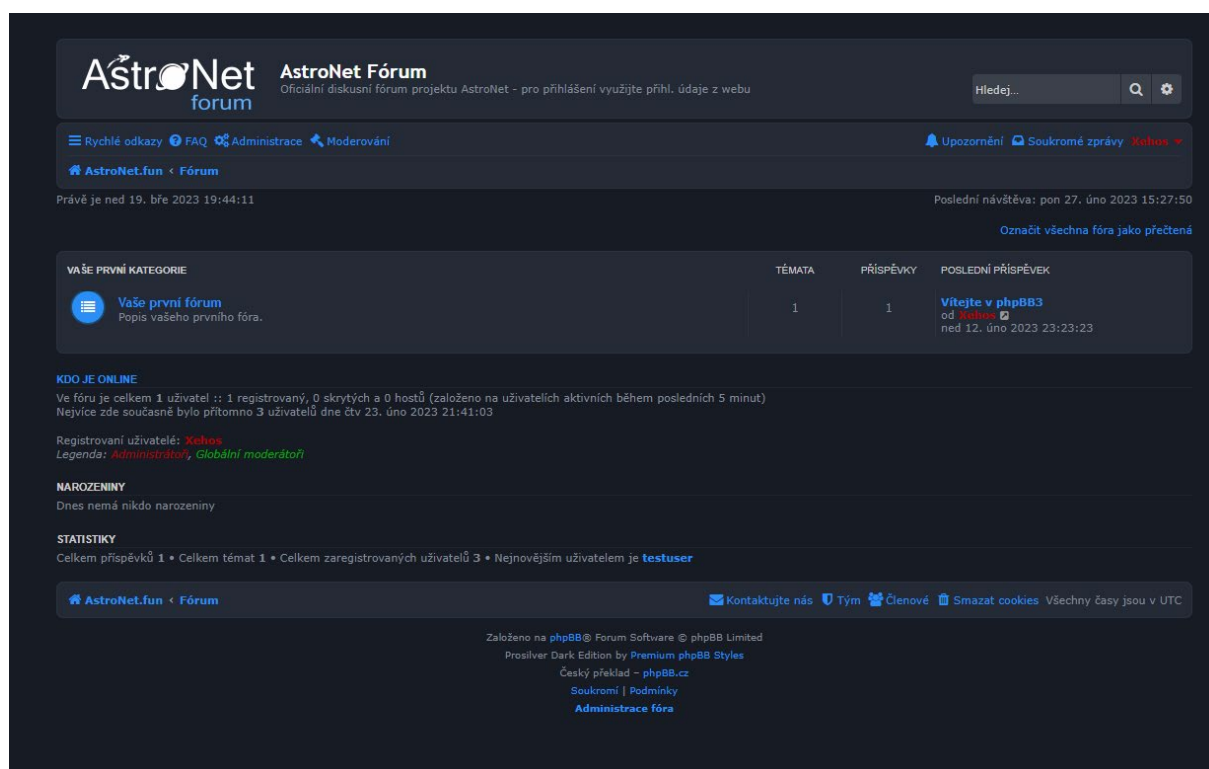 AstroNet
forum
AstroNet Fórum
Oficiální diskusní fórum projektu AstroNet - pro přihlášení využijte přihl. údaje z webu
Hledej...
Rychlé odkazy FAQ Administrace Moderování
Upozornění Soukromé zprávy Xehos
AstroNet.fun ‹ Fórum
Právě je ned 19. bře 2023 19:44:11
Poslední návštěva: pon 27. úno 2023 15:27:50
Označit všechna fóra jako přečtená
VAŠE PRVNÍ KATEGORIE TÉMATA PŘÍSPĚVKY POSLEDNÍ PŘÍSPĚVEK
Vaše první fórum
Popis vašeho prvního fóra.
1 1
Vítejte v phpBB3
od Xehos
ned 12. úno 2023 23:23:23
KDO JE ONLINE
Ve fóru je celkem 1 uživatel :: 1 registrovaný, 0 skrytých a 0 hostů (založeno na uživatelích aktivních během posledních 5 minut)
Nejvíce zde současně bylo přítomno 3 uživatelů dne čtv 23. úno 2023 21:41:03
Registrovaní uživatelé: Xehos
Legenda: Administrátoři, Globální moderátoři
NAROZENINY
Dnes nemá nikdo narozeniny
STATISTIKY
Celkem příspěvků 1 • Celkem témat 1 • Celkem zaregistrovaných uživatelů 3 • Nejnovějším uživatelem je testuser
AstroNet.fun ‹ Fórum
Kontaktujte nás Tým Členové Smazat cookies Všechny časy jsou v UTC
Založeno na phpBB® Forum Software © phpBB Limited
Prosilver Dark Edition by Premium phpBB Styles
Český překlad – phpBB.cz
Soukromí | Podmínky
Administrace fóra